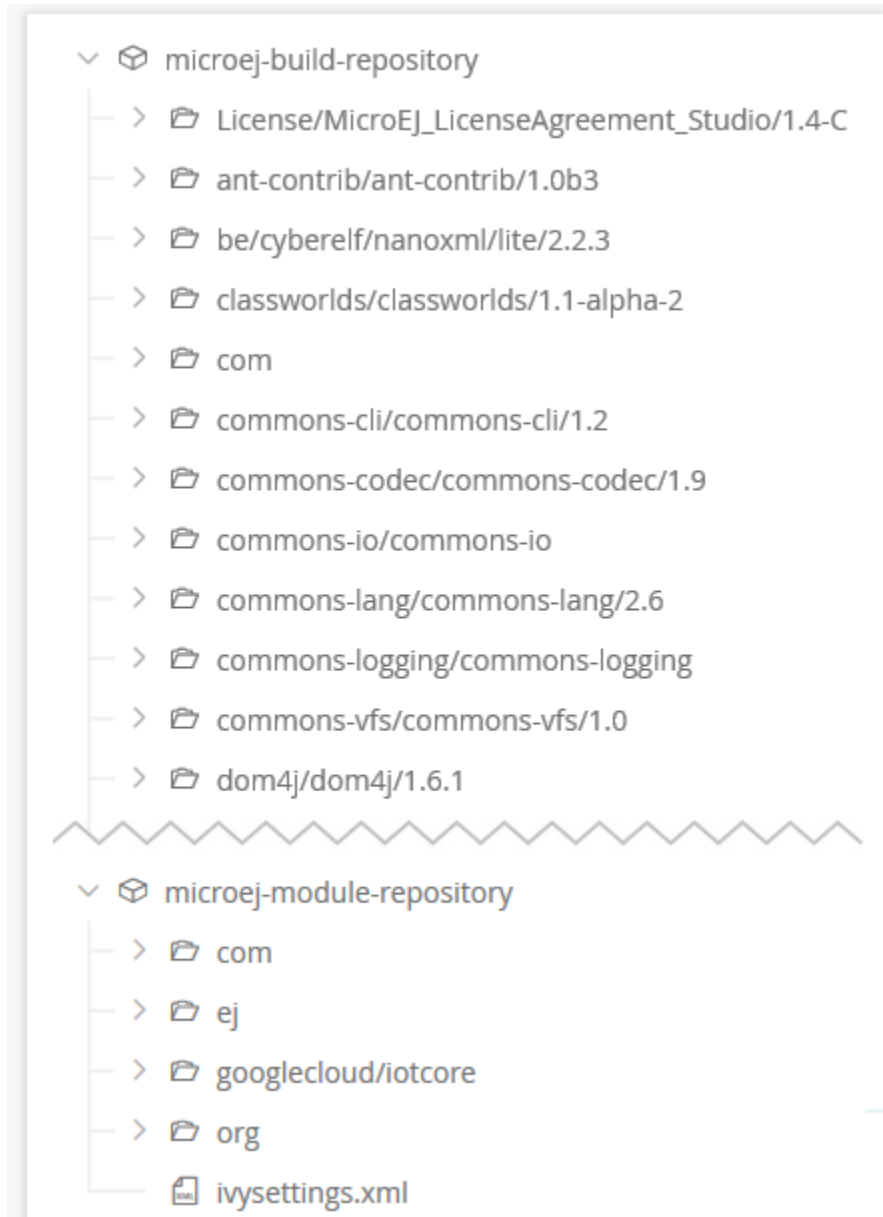 microej-build-repository
License/MicroEJ_LicenseAgreement_Studio/1.4-C
ant-contrib/ant-contrib/1.0b3
be/cyberelf/nanoxml/lite/2.2.3
classworlds/classworlds/1.1-alpha-2
com
commons-cli/commons-cli/1.2
commons-codec/commons-codec/1.9
commons-io/commons-io
commons-lang/commons-lang/2.6
commons-logging/commons-logging
commons-vfs/commons-vfs/1.0
dom4j/dom4j/1.6.1
microej-module-repository
com
ej
googlecloud/iotcore
org
XML ivysettings.xml